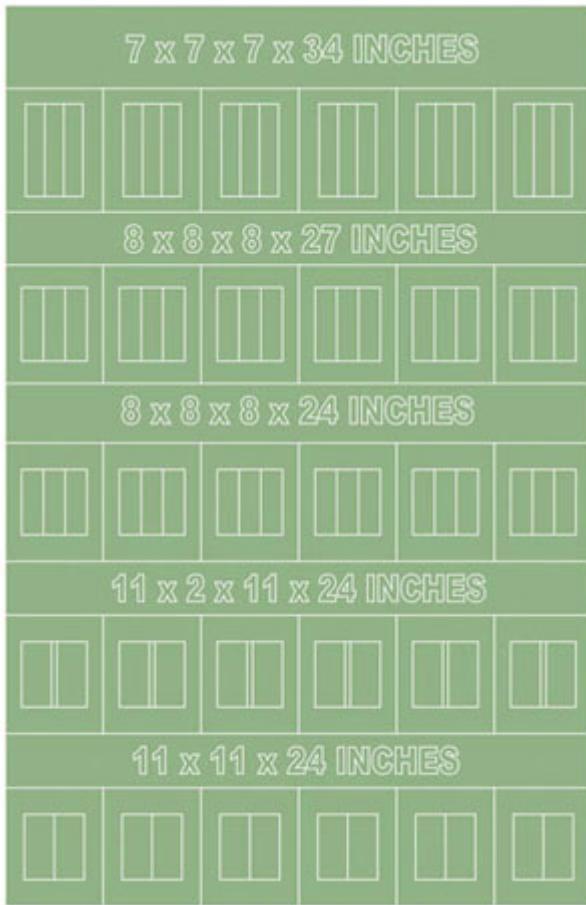 7 x 7 x 7 x 34 INCHES
8 x 8 x 8 x 27 INCHES
8 x 8 x 8 x 24 INCHES
11 x 2 x 11 x 24 INCHES
11 x 11 x 24 INCHES